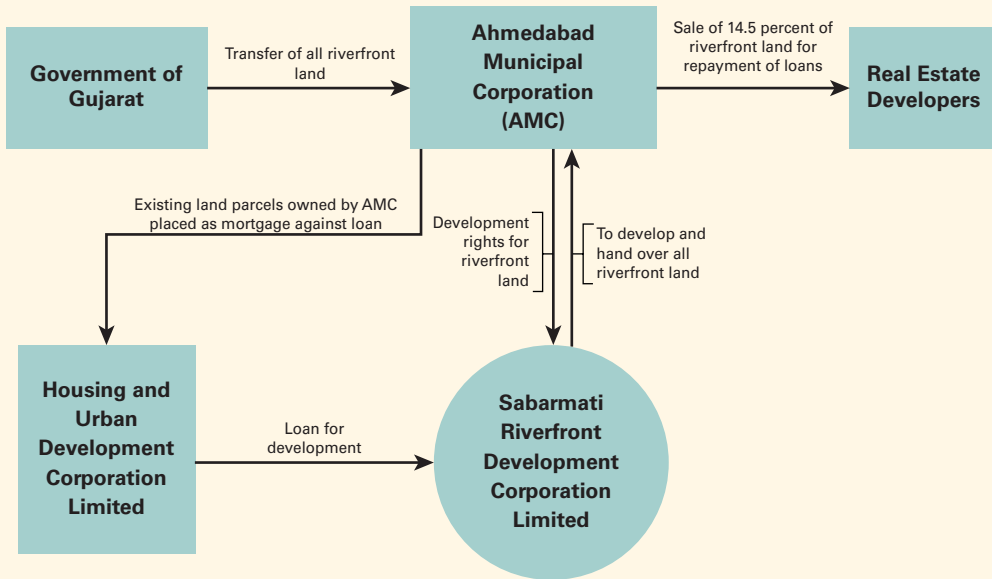 Government of
Gujarat
Transfer of all riverfront
land
Ahmedabad
Municipal
Corporation
(AMC)
Sale of 14.5 percent of
riverfront land for
repayment of loans
Real Estate
Developers
Existing land parcels owned by AMC
placed as mortgage against loan
Development
rights for
riverfront
land
To develop and
hand over all
riverfront land
Housing and
Urban
Development
Corporation
Limited
Loan for
development
Sabarmati
Riverfront
Development
Corporation
Limited